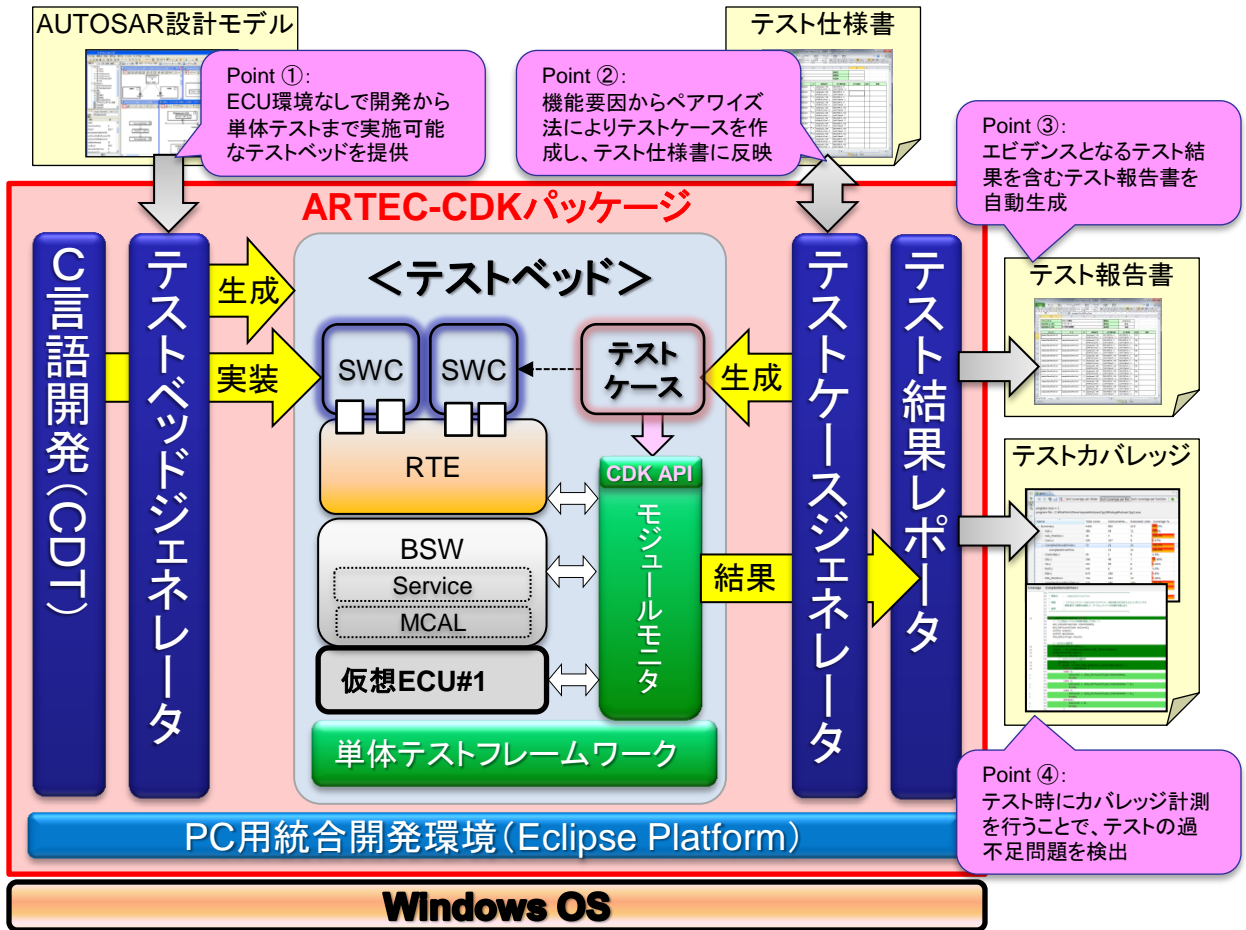 AUTOSAR設計モデル
テスト仕様書
Point ①:
ECU環境なしで開発から
単体テストまで実施可能
なテストベッドを提供
Point ②:
機能要因からペアワイズ
法によりテストケースを作
成し、テスト仕様書に反映
Point ③:
エビデンスとなるテスト結
果を含むテスト報告書を
自動生成
ARTEC-CDKパッケージ
C言語開発(CDT)
テストベッドジェネレータ
生成
実装
＜テストベッド＞
SWC
SWC
テスト
ケース
生成
RTE
CDK API
モジュールモニタ
BSW
Service
MCAL
仮想ECU#1
結果
単体テストフレームワーク
テストケースジェネレータ
テスト結果レポータ
テスト報告書
テストカバレッジ
Point ④:
テスト時にカバレッジ計測
を行うことで、テストの過
不足問題を検出
PC用統合開発環境(Eclipse Platform)
Windows OS